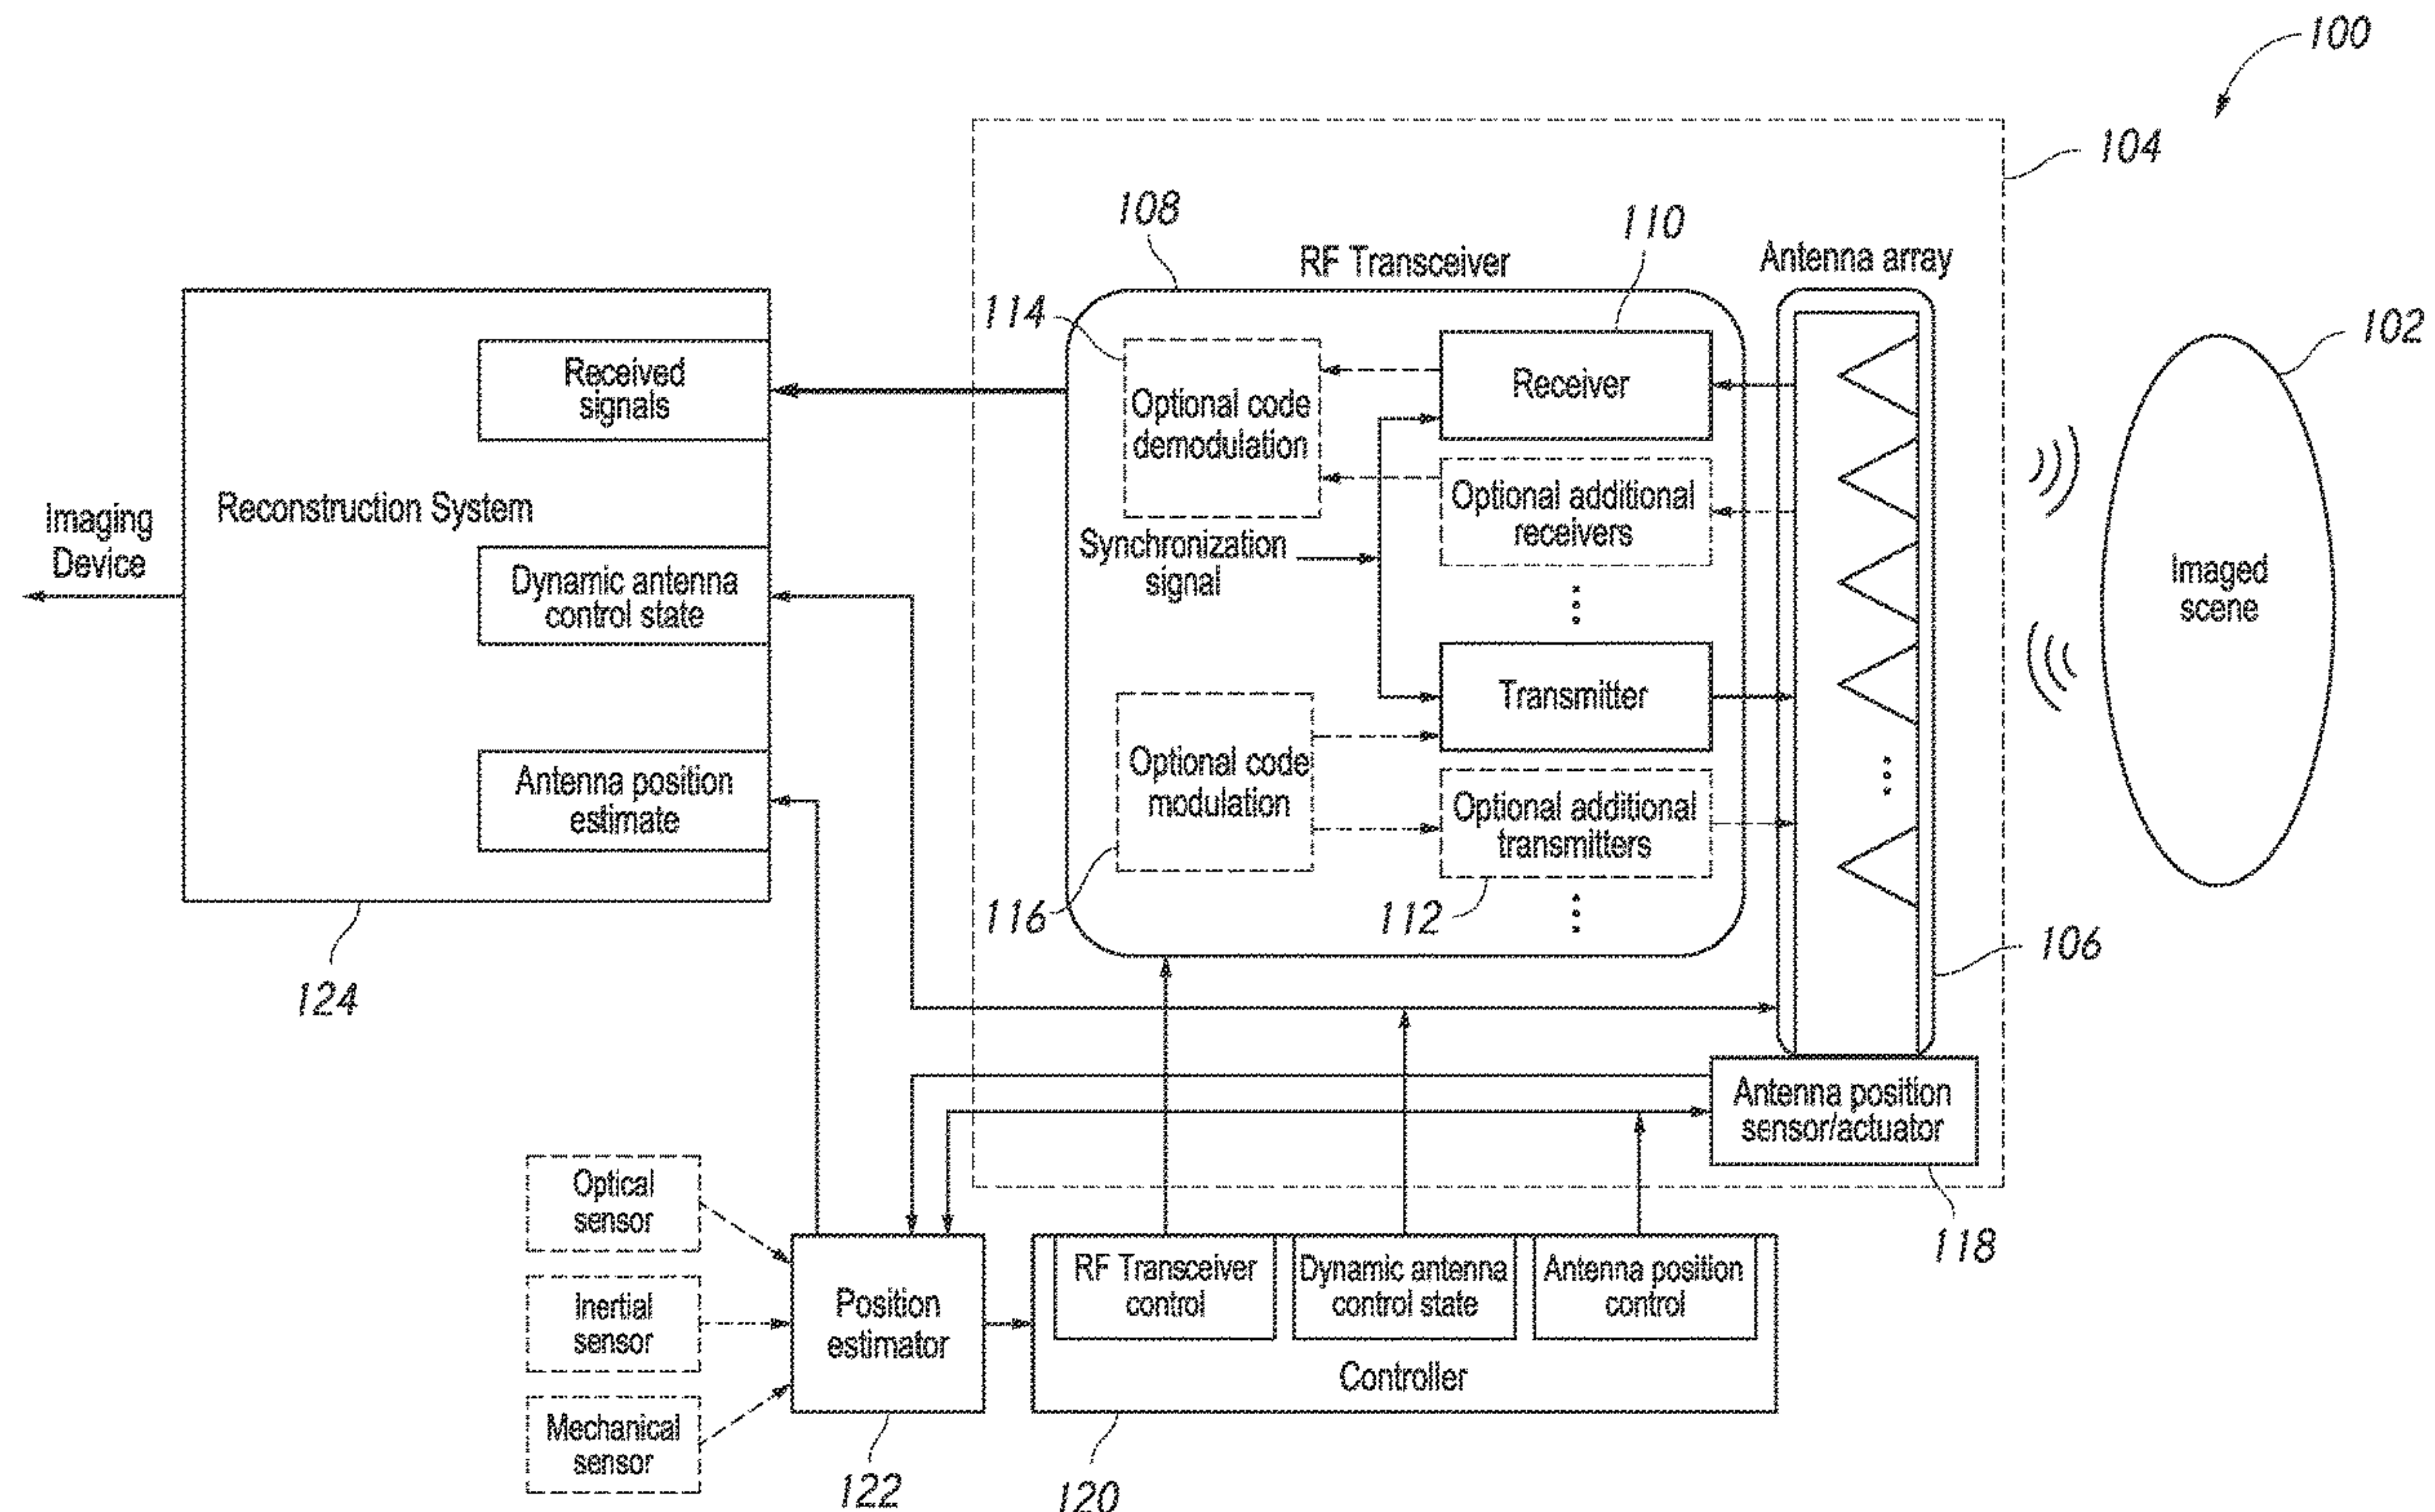 100
104
108
110
RF Transceiver
Antenna array
102
114
Received
signals
Optional code
demodulation
Receiver
Reconstruction System
Imaging
Device
Optional additional
receivers
Synchronization
signal
Dynamic antenna
control state
Imaged
scene
Transmitter
Optional code
modulation
Antenna position
estimate
Optional additional
transmitters
116
112
106
124
Antenna position
sensor/actuator
118
Optical
sensor
Inertial
sensor
Mechanical
sensor
Position
estimator
RF Transceiver
control
Dynamic antenna
control state
Antenna position
control
Controller
122
120